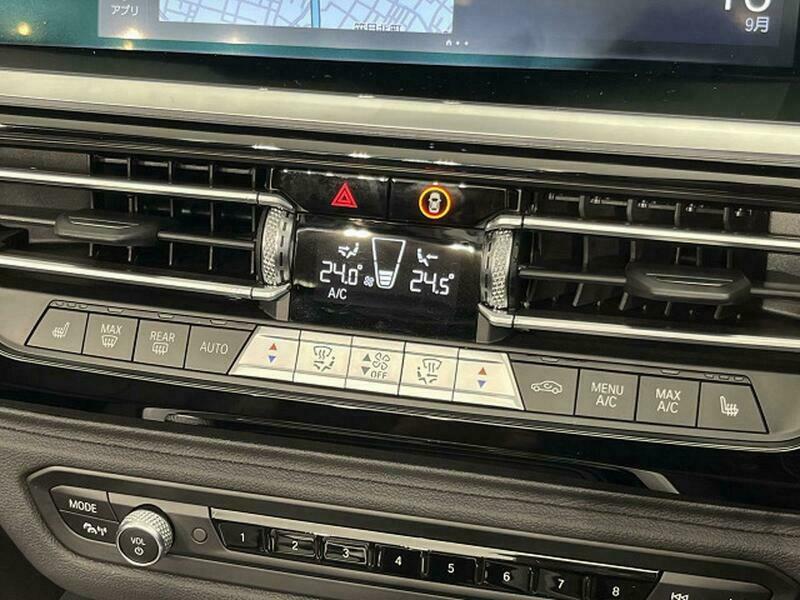 アプリ
9月
24.0°
24.5°
A/C
MAX
REAR
AUTO
OFF
MENU
A/C
MAX
A/C
MODE
VOL
1
2
3
4
5
6
7
8